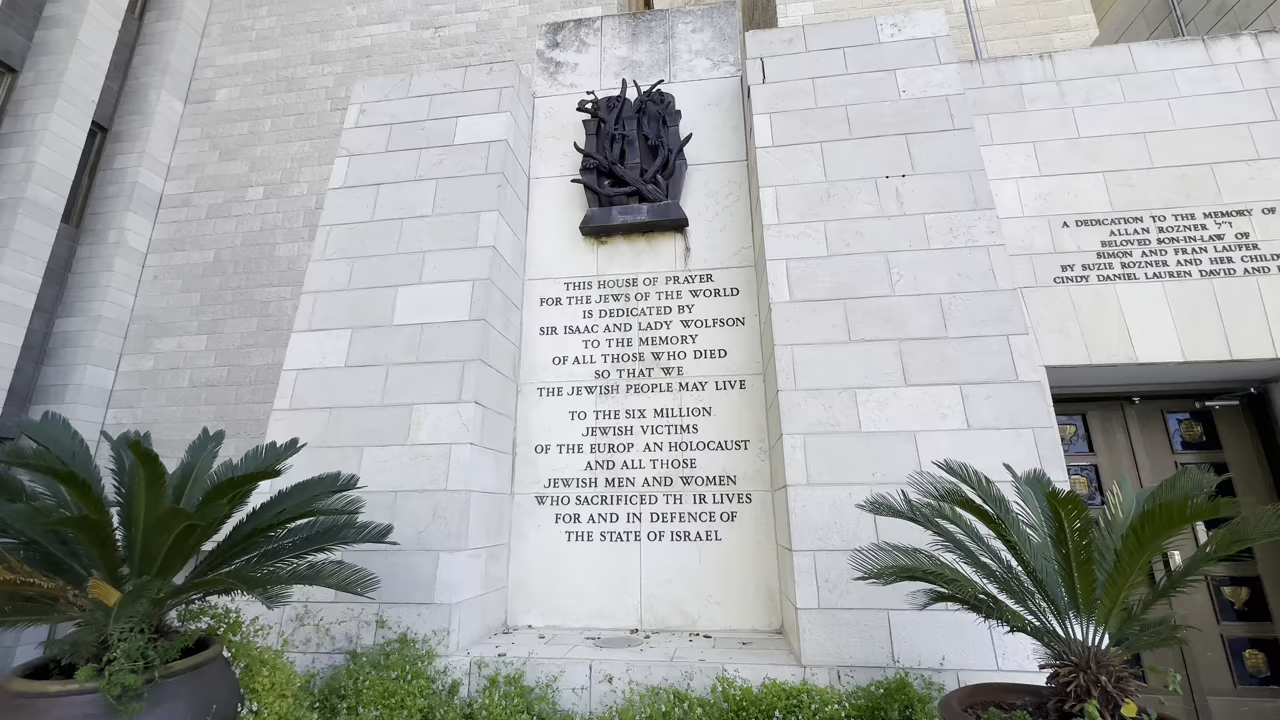 THIS HOUSE OF PRAYER
FOR THE JEWS OF THE WORLD
IS DEDICATED BY
SIR ISAAC AND LADY WOLFSON
TO THE MEMORY
OF ALL THOSE WHO DIED
SO THAT WE
THE JEWISH PEOPLE MAY LIVE
TO THE SIX MILLION
JEWISH VICTIMS
OF THE EUROP AN HOLOCAUST
AND ALL THOSE
JEWISH MEN AND WOMEN
WHO SACRIFICED TH IR LIVES
FOR AND IN DEFENCE OF
THE STATE OF ISRAEL
A DEDICATION TO THE MEMORY OF
ALLAN ROZNER ז"ל
BELOVED SON-IN-LAW OF
SIMON AND FRAN LAUFER
BY SUZIE ROZNER AND HER CHILD
CINDY DANIEL LAUREN DAVID AND